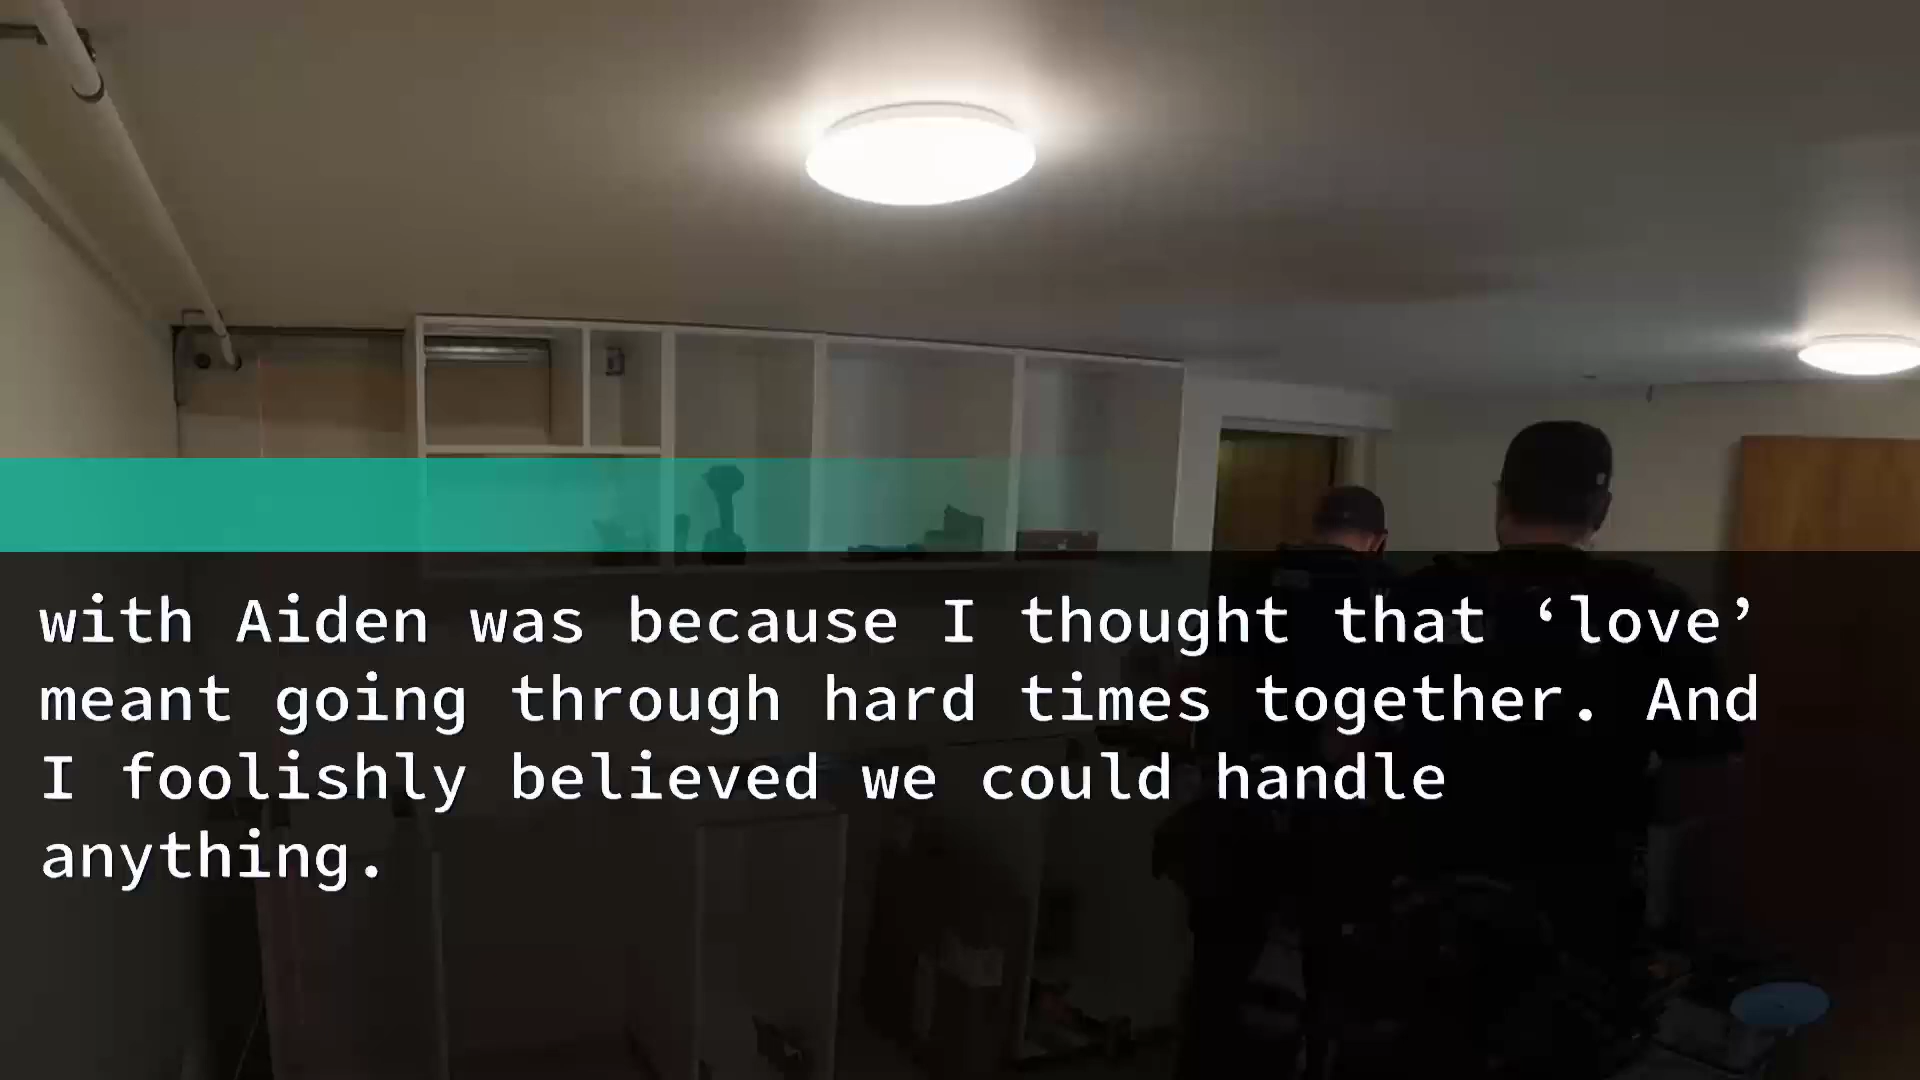 with Aiden was because I thought that ‘love’
meant going through hard times together. And
I foolishly believed we could handle
anything.